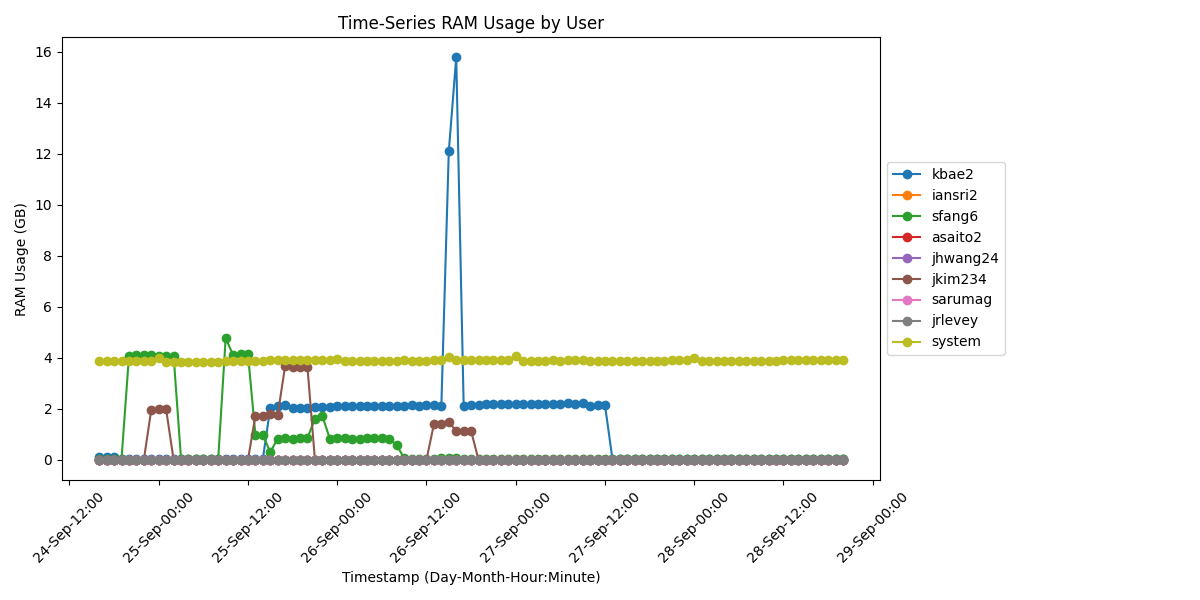 Time-Series RAM Usage by User
RAM Usage (GB)
16
14
12
10
8
6
4
2
0
24-Sep-12:00
25-Sep-00:00
25-Sep-12:00
26-Sep-00:00
26-Sep-12:00
27-Sep-00:00
27-Sep-12:00
28-Sep-00:00
28-Sep-12:00
29-Sep-00:00
Timestamp (Day-Month-Hour:Minute)
kbae2
iansri2
sfang6
asaito2
jhwang24
jkim234
sarumag
jrlevey
system